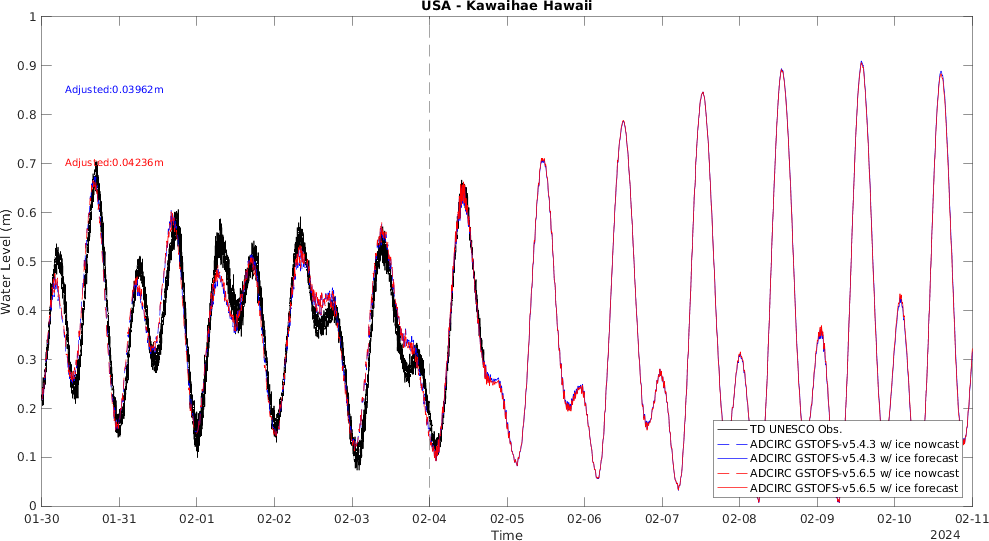 USA - Kawaihae Hawaii
1
0.9
Adjusted:0.03962m
0.8
0.7
Adjusted:0.04236m
0.6
0.5
0.4
0.3
0.2
0.1
0
Water Level (m)
TD UNESCO Obs.
ADCIRC GSTOFS-v5.4.3 w/ ice nowcast
ADCIRC GSTOFS-v5.4.3 w/ ice forecast
ADCIRC GSTOFS-v5.6.5 w/ ice nowcast
ADCIRC GSTOFS-v5.6.5 w/ ice forecast
01-30 01-31 02-01 02-02 02-03 02-04 02-05 02-06 02-07 02-08 02-09 02-10 02-11
Time
2024